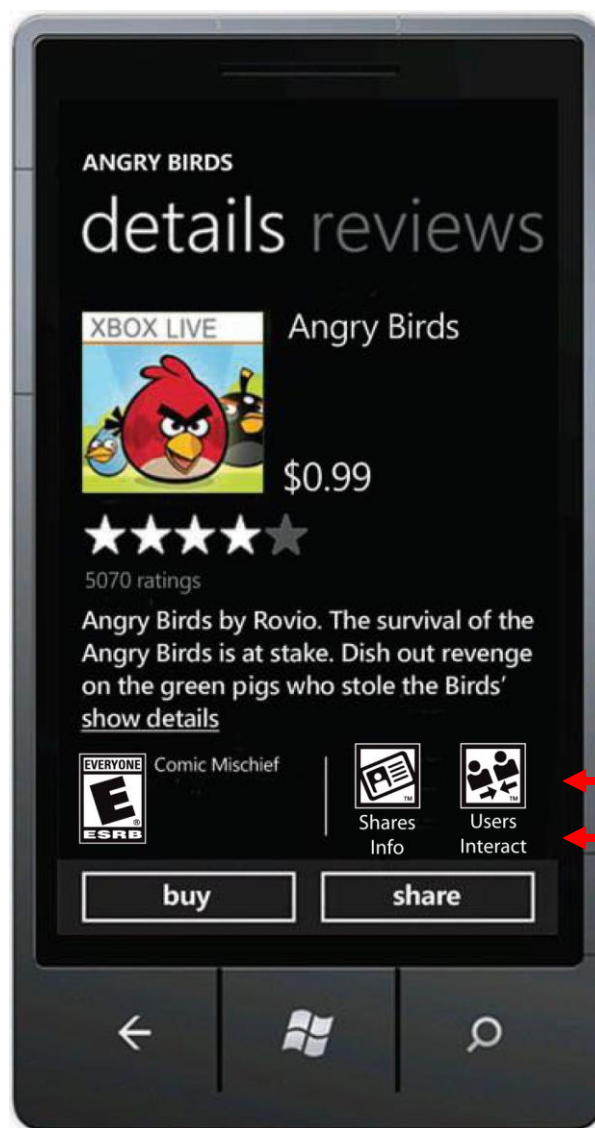 ANGRY BIRDS
details reviews
XBOX LIVE
Angry Birds
$0.99
5070 ratings
Angry Birds by Rovio. The survival of the
Angry Birds is at stake. Dish out revenge
on the green pigs who stole the Birds'
show details
EVERYONE
E
®
ESRB
Comic Mischief
TM
Shares
Info
TM
Users
Interact
buy
share